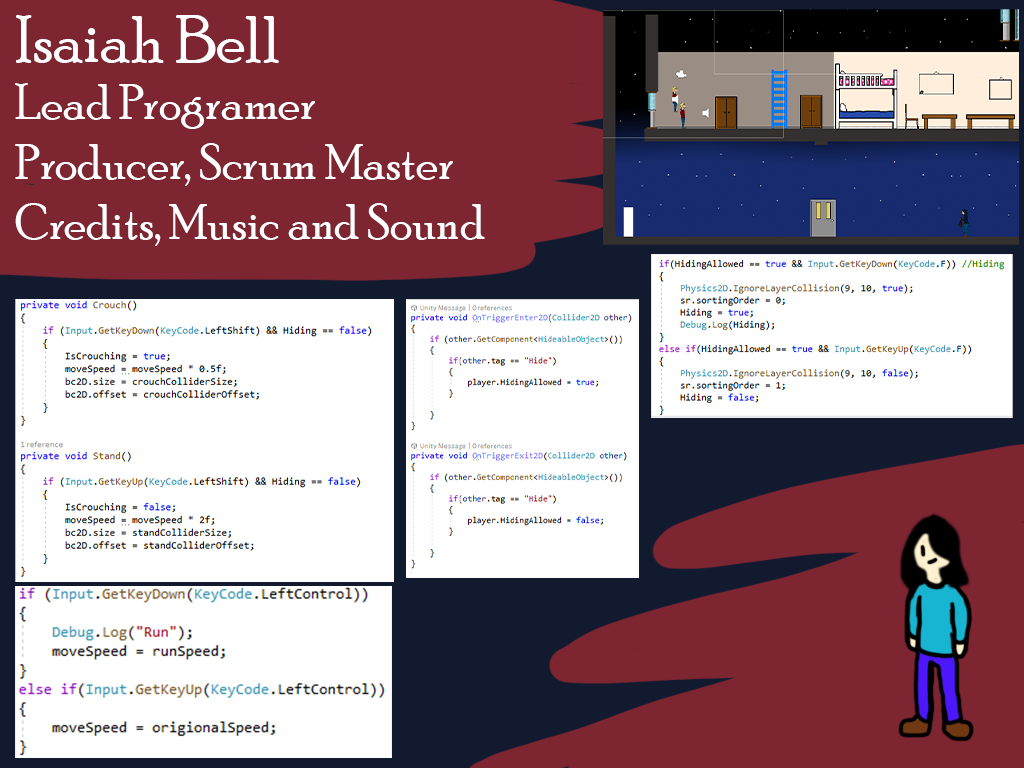 Isaiah Bell
Lead Programer
Producer, Scrum Master
Credits, Music and Sound
private void Crouch()
{
if (Input.GetKeyDown(KeyCode.LeftShift) && Hiding == false)
{
IsCrouching = true;
moveSpeed = moveSpeed * 0.5f;
bc2D.size = crouchColliderSize;
bc2D.offset = crouchColliderOffset;
}
}
1 reference
private void Stand()
{
if (Input.GetKeyUp(KeyCode.LeftShift) && Hiding == false)
{
IsCrouching = false;
moveSpeed = moveSpeed * 2f;
bc2D.size = standColliderSize;
bc2D.offset = standColliderOffset;
}
}
if (Input.GetKeyDown(KeyCode.LeftControl))
{
Debug.Log("Run");
moveSpeed = runSpeed;
}
else if(Input.GetKeyUp(KeyCode.LeftControl))
{
moveSpeed = origionalSpeed;
}
Unity Message | 0 references
private void OnTriggerEnter2D(Collider2D other)
{
if (other.GetComponent<HideableObject>())
{
if(other.tag == "Hide")
{
player.HidingAllowed = true;
}
}
}
Unity Message | 0 references
private void OnTriggerExit2D(Collider2D other)
{
if (other.GetComponent<HideableObject>())
{
if(other.tag == "Hide")
{
player.HidingAllowed = false;
}
}
}
if(HidingAllowed == true && Input.GetKeyDown(KeyCode.F)) //Hiding
{
Physics2D.IgnoreLayerCollision(9, 10, true);
sr.sortingOrder = 0;
Hiding = true;
Debug.Log(Hiding);
}
else if(HidingAllowed == true && Input.GetKeyUp(KeyCode.F))
{
Physics2D.IgnoreLayerCollision(9, 10, false);
sr.sortingOrder = 1;
Hiding = false;
}